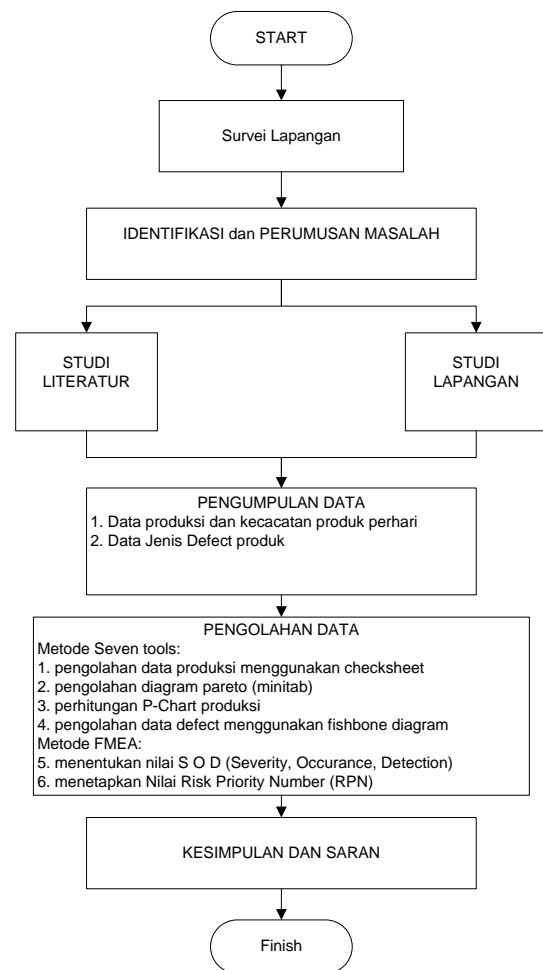 START
Survei Lapangan
IDENTIFIKASI dan PERUMUSAN MASALAH
STUDI
LITERATUR
STUDI
LAPANGAN
PENGUMPULAN DATA
1. Data produksi dan kecacatan produk perhari
2. Data Jenis Defect produk
PENGOLAHAN DATA
Metode Seven tools:
1. pengolahan data produksi menggunakan checksheet
2. pengolahan diagram pareto (minitab)
3. perhitungan P-Chart produksi
4. pengolahan data defect menggunakan fishbone diagram
Metode FMEA:
5. menentukan nilai S O D (Severity, Occurance, Detection)
6. menetapkan Nilai Risk Priority Number (RPN)
KESIMPULAN DAN SARAN
Finish